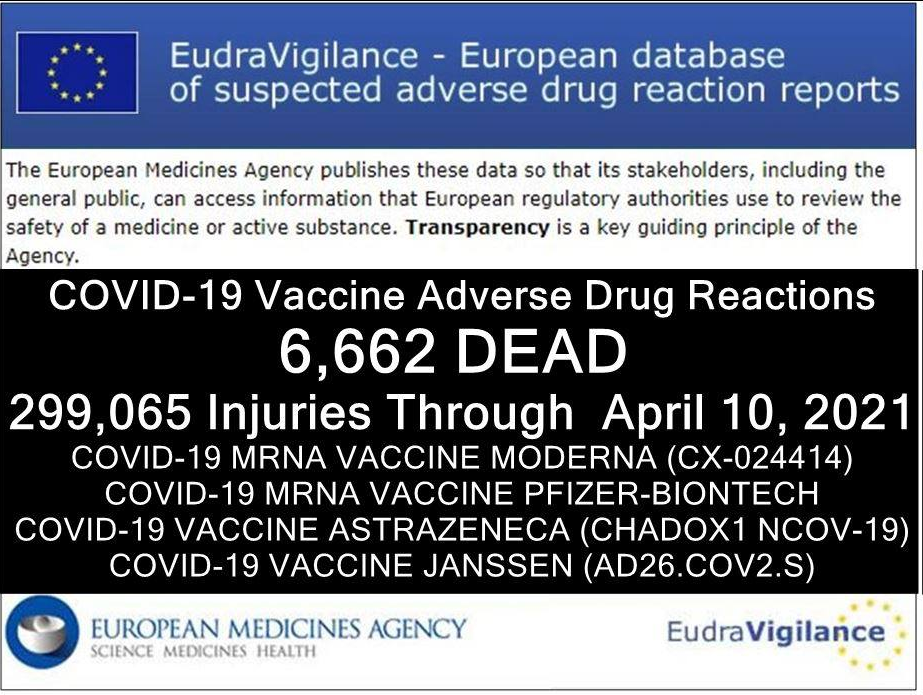 EudraVigilance - European database
of suspected adverse drug reaction reports
The European Medicines Agency publishes these data so that its stakeholders, including the
general public, can access information that European regulatory authorities use to review the
safety of a medicine or active substance. Transparency is a key guiding principle of the
Agency.
COVID-19 Vaccine Adverse Drug Reactions
6,662 DEAD
299,065 Injuries Through April 10, 2021
COVID-19 MRNA VACCINE MODERNA (CX-024414)
COVID-19 MRNA VACCINE PFIZER-BIONTECH
COVID-19 VACCINE ASTRAZENECA (CHADOX1 NCOV-19)
COVID-19 VACCINE JANSSEN (AD26.COV2.S)
EUROPEAN MEDICINES AGENCY
SCIENCE MEDICINES HEALTH
EudraVigilance